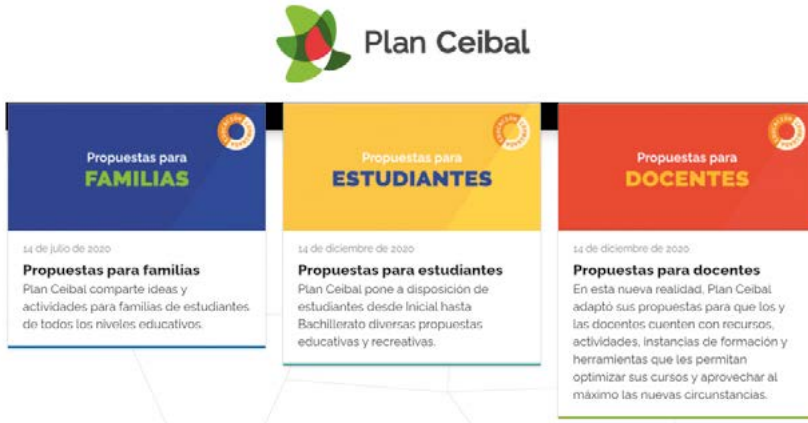 Plan Ceibal
Propuestas para
FAMILIAS
14 de julio de 2020
Propuestas para familias
Plan Ceibal comparte ideas y
actividades para familias de estudiantes
de todos los niveles educativos.
Propuestas para
ESTUDIANTES
14 de diciembre de 2020
Propuestas para estudiantes
Plan Ceibal pone a disposición de
estudiantes desde Inicial hasta
Bachillerato diversas propuestas
educativas y recreativas.
Propuestas para
DOCENTES
14 de diciembre de 2020
Propuestas para docentes
En esta nueva realidad, Plan Ceibal
adaptó sus propuestas para que los y
las docentes cuenten con recursos,
actividades, instancias de formación y
herramientas que les permitan
optimizar sus cursos y aprovechar al
máximo las nuevas circunstancias.